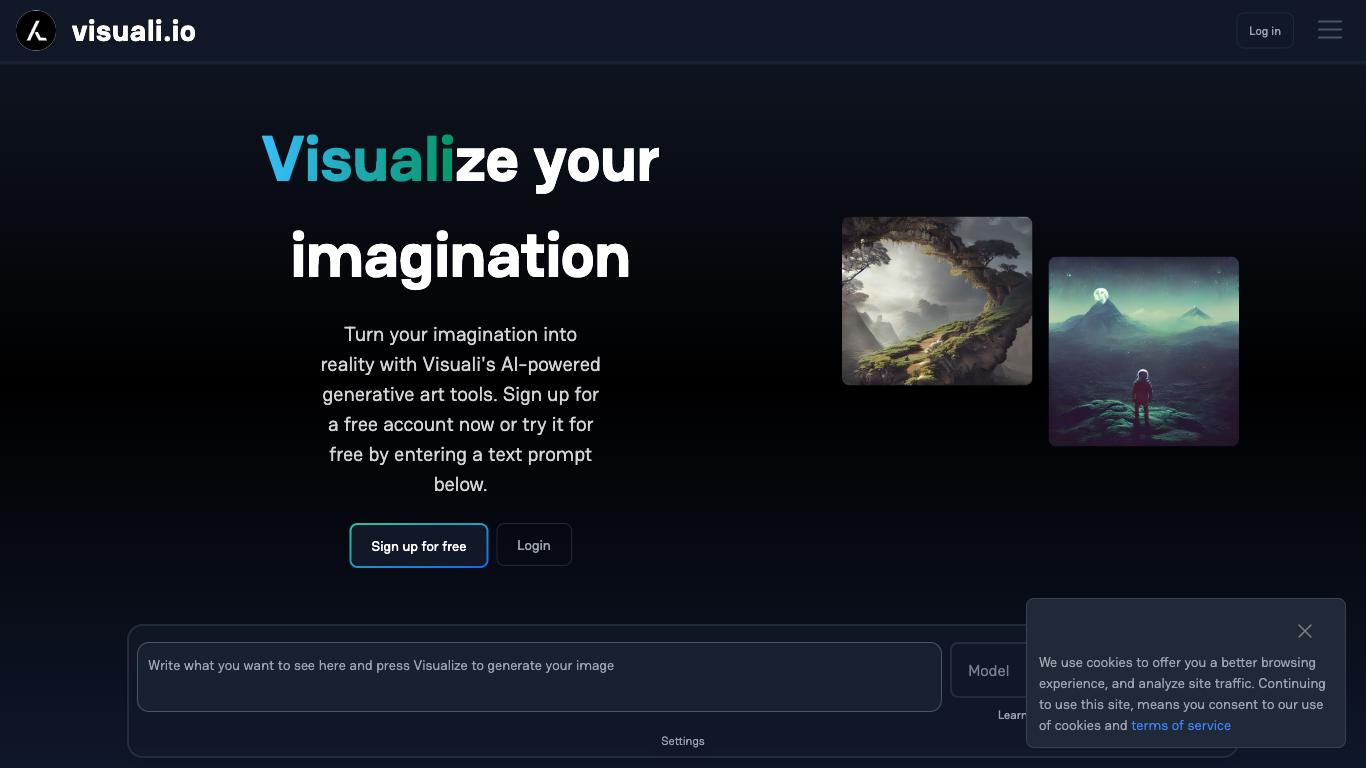 visuali.io
Log in
Visualize your
imagination
Turn your imagination into
reality with Visuali's AI-powered
generative art tools. Sign up for
a free account now or try it for
free by entering a text prompt
below.
Sign up for free
Login
Write what you want to see here and press Visualize to generate your image
Model
Learn
Settings
We use cookies to offer you a better browsing
experience, and analyze site traffic. Continuing
to use this site, means you consent to our use
of cookies and terms of service